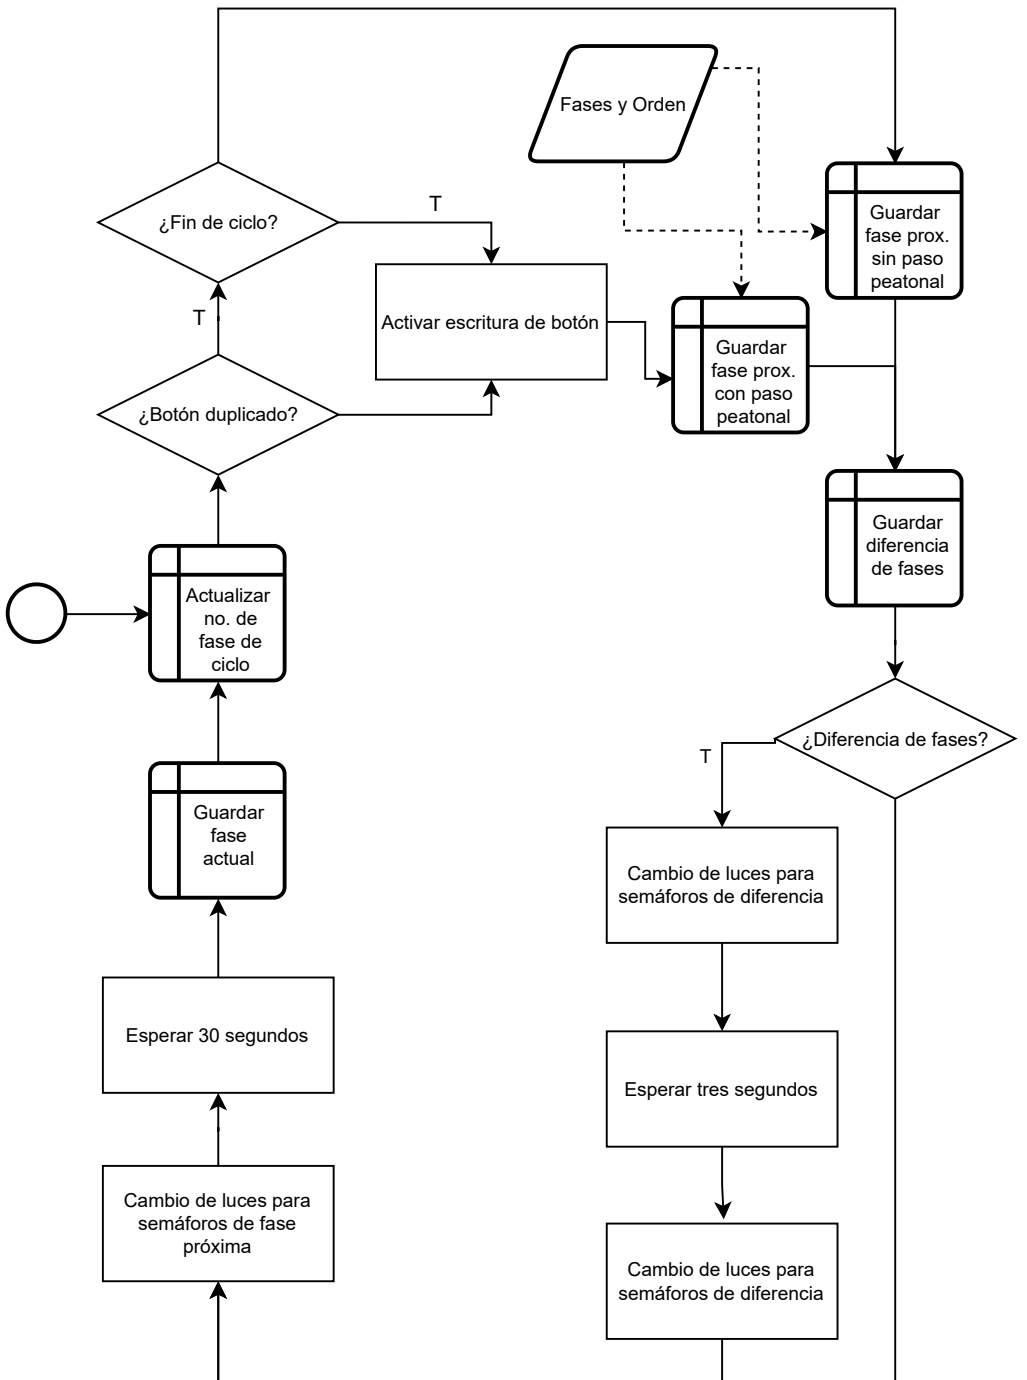 Fases y Orden
T
¿Fin de ciclo?
Guardar
fase prox.
sin paso
peatonal
T
Activar escritura de botón
Guardar
fase prox.
con paso
peatonal
¿Botón duplicado?
Guardar
diferencia
de fases
Actualizar
no. de
fase de
ciclo
¿Diferencia de fases?
T
Guardar
fase
actual
Cambio de luces para
semáforos de diferencia
Esperar 30 segundos
Esperar tres segundos
Cambio de luces para
semáforos de fase
próxima
Cambio de luces para
semáforos de diferencia